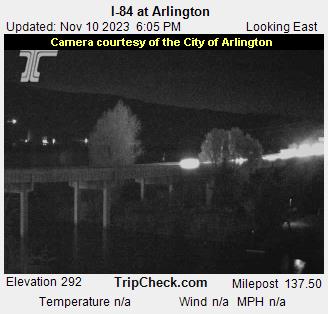 I-84 at Arlington
Updated: Nov 10 2023 6:05 PM Looking East
Camera courtesy of the City of Arlington
Elevation 292 TripCheck.com Milepost 137.50
Temperature n/a Wind n/a MPH n/a